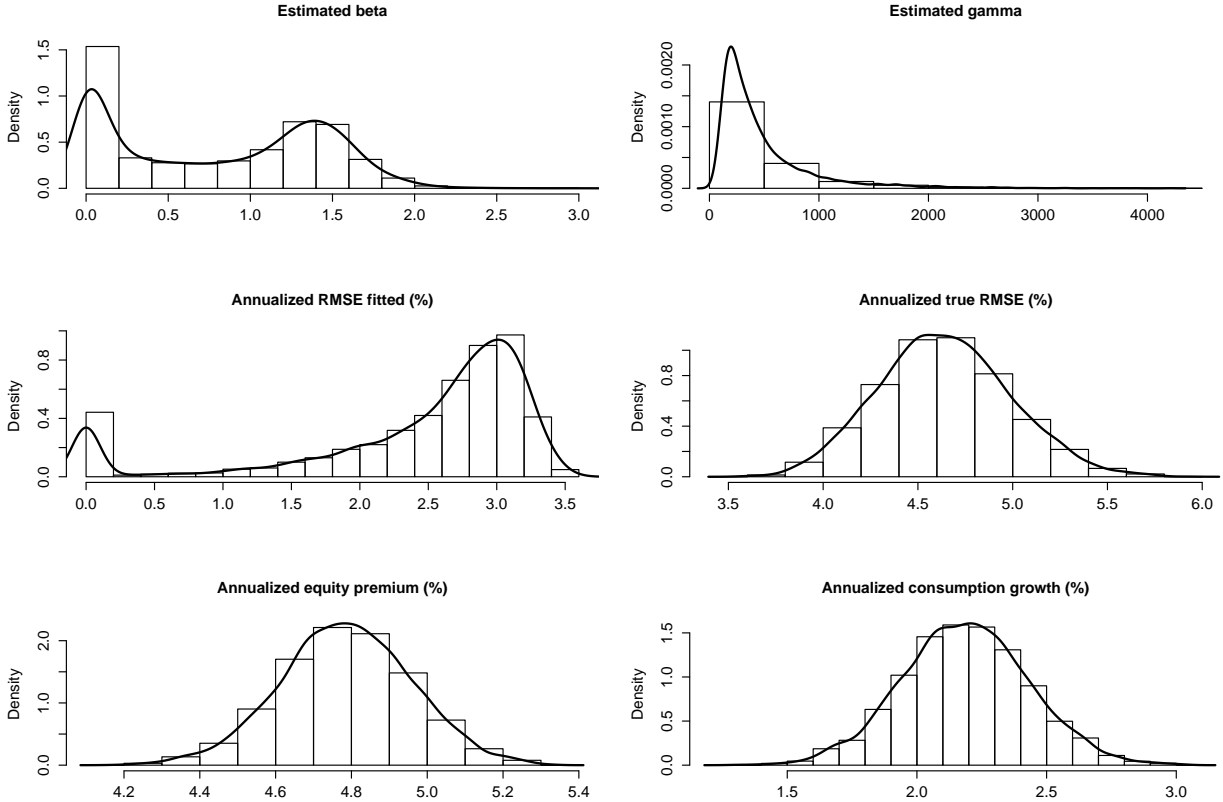 Estimated beta
Estimated gamma
Density
0.0 0.5 1.0 1.5
0.0 0.5 1.0 1.5 2.0 2.5 3.0
Density
0.0000 0.0010 0.0020
0 1000 2000 3000 4000
Annualized RMSE fitted (%)
Annualized true RMSE (%)
Density
0.0 0.4 0.8
0.0 0.5 1.0 1.5 2.0 2.5 3.0 3.5
Density
0.0 0.4 0.8
3.5 4.0 4.5 5.0 5.5 6.0
Annualized equity premium (%)
Annualized consumption growth (%)
Density
0.0 1.0 2.0
4.2 4.4 4.6 4.8 5.0 5.2 5.4
Density
0.0 0.5 1.0 1.5
1.5 2.0 2.5 3.0